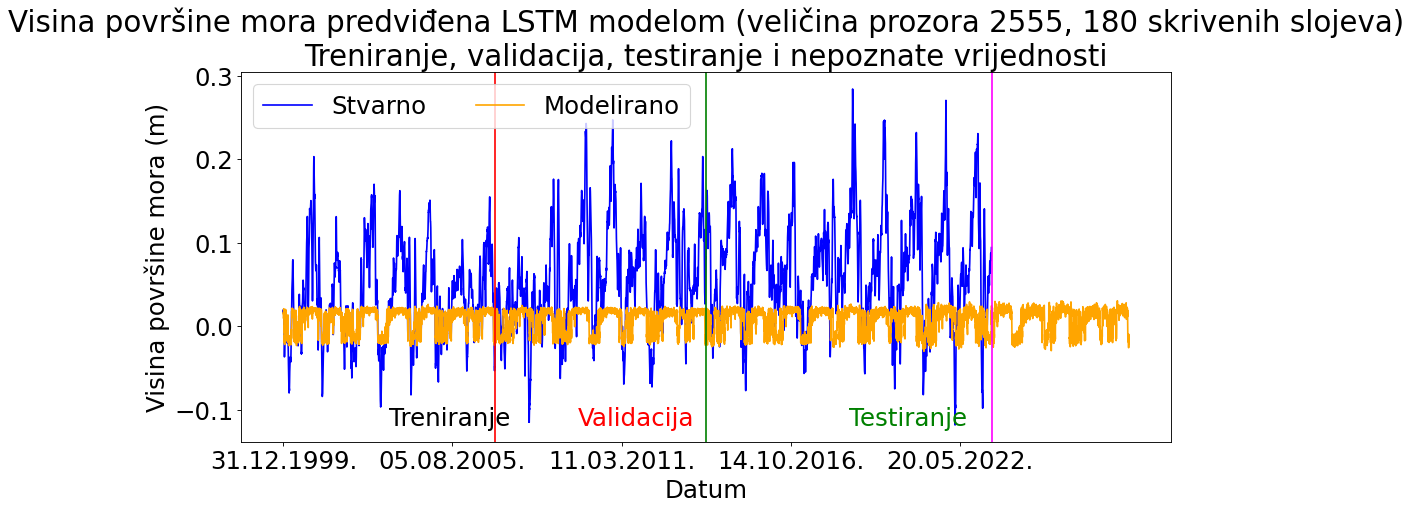 Visina površine mora predviđena LSTM modelom (veličina prozora 2555, 180 skrivenih slojeva)
Treniranje, validacija, testiranje i nepoznate vrijednosti
Stvarno Modelirano
Visina površine mora (m)
0.3
0.2
0.1
0.0
−0.1
Treniranje Validacija Testiranje
31.12.1999. 05.08.2005. 11.03.2011. 14.10.2016. 20.05.2022.
Datum